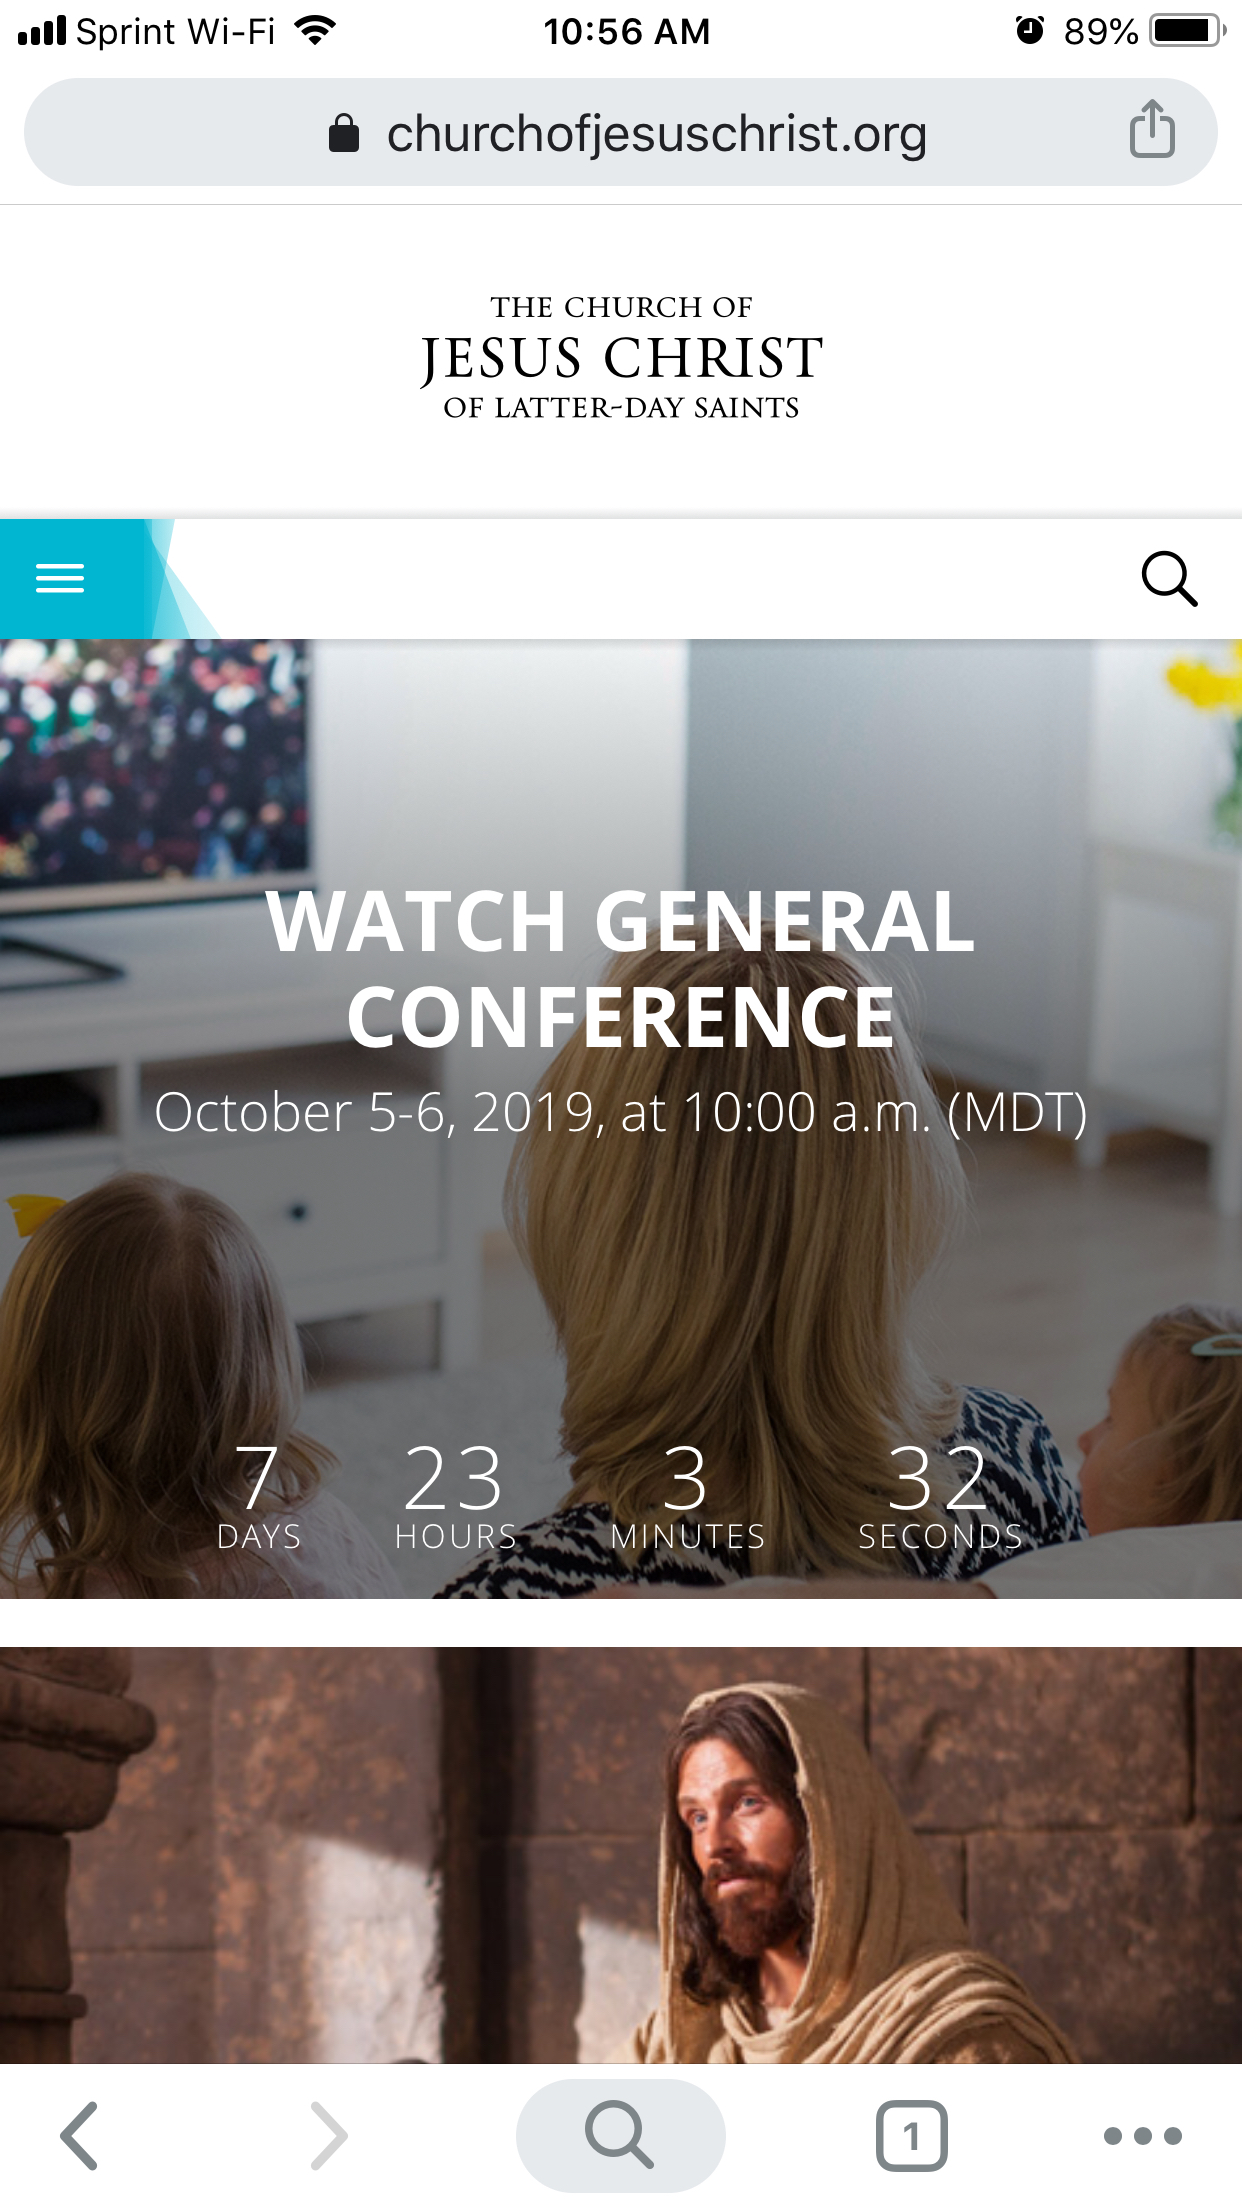 Sprint Wi-Fi 10:56 AM 89%
churchofjesuschrist.org
THE CHURCH OF
JESUS CHRIST
OF LATTER-DAY SAINTS
WATCH GENERAL
CONFERENCE
October 5-6, 2019, at 10:00 a.m. (MDT)
7 23 3 32
DAYS HOURS MINUTES SECONDS
1